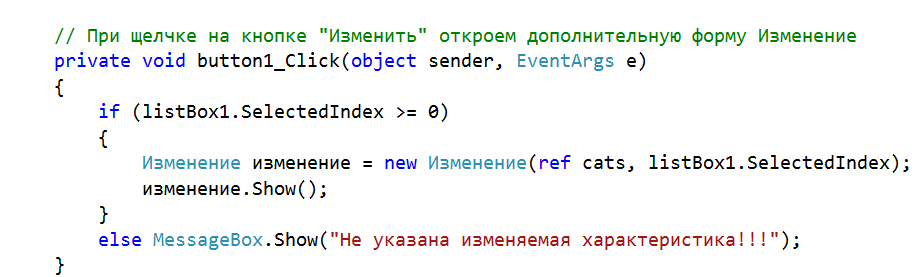 // При щелчке на кнопке "Изменить" откроем дополнительную форму Изменение
private void button1_Click(object sender, EventArgs e)
{
if (listBox1.SelectedIndex >= 0)
{
Изменение изменение = new Изменение(ref cats, listBox1.SelectedIndex);
изменение.Show();
}
else MessageBox.Show("Не указана изменяемая характеристика!!!");
}